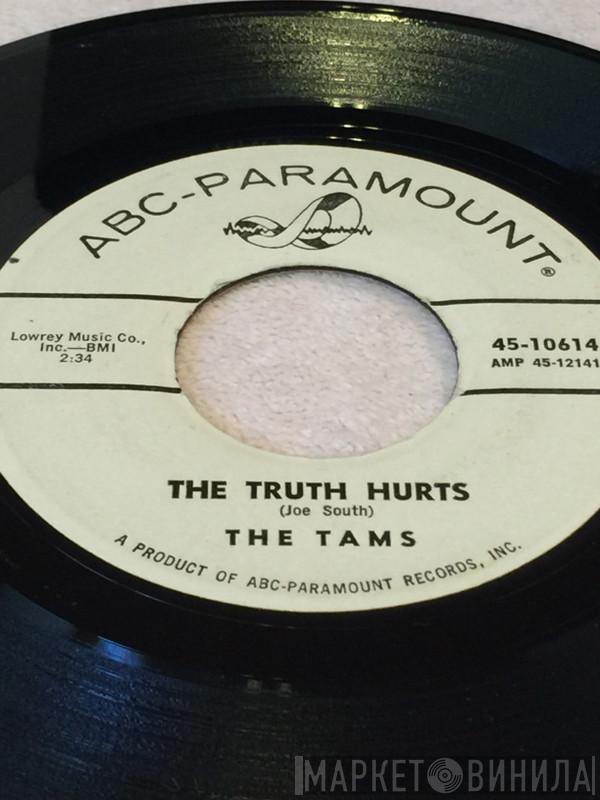 ABC-PARAMOUNT®
Lowrey Music Co.,
Inc.—BMI
2:34
45-10614
AMP 45-12141
THE TRUTH HURTS
(Joe South)
THE TAMS
A PRODUCT OF ABC-PARAMOUNT RECORDS, INC.
МАРКЕТ ВИНИЛА